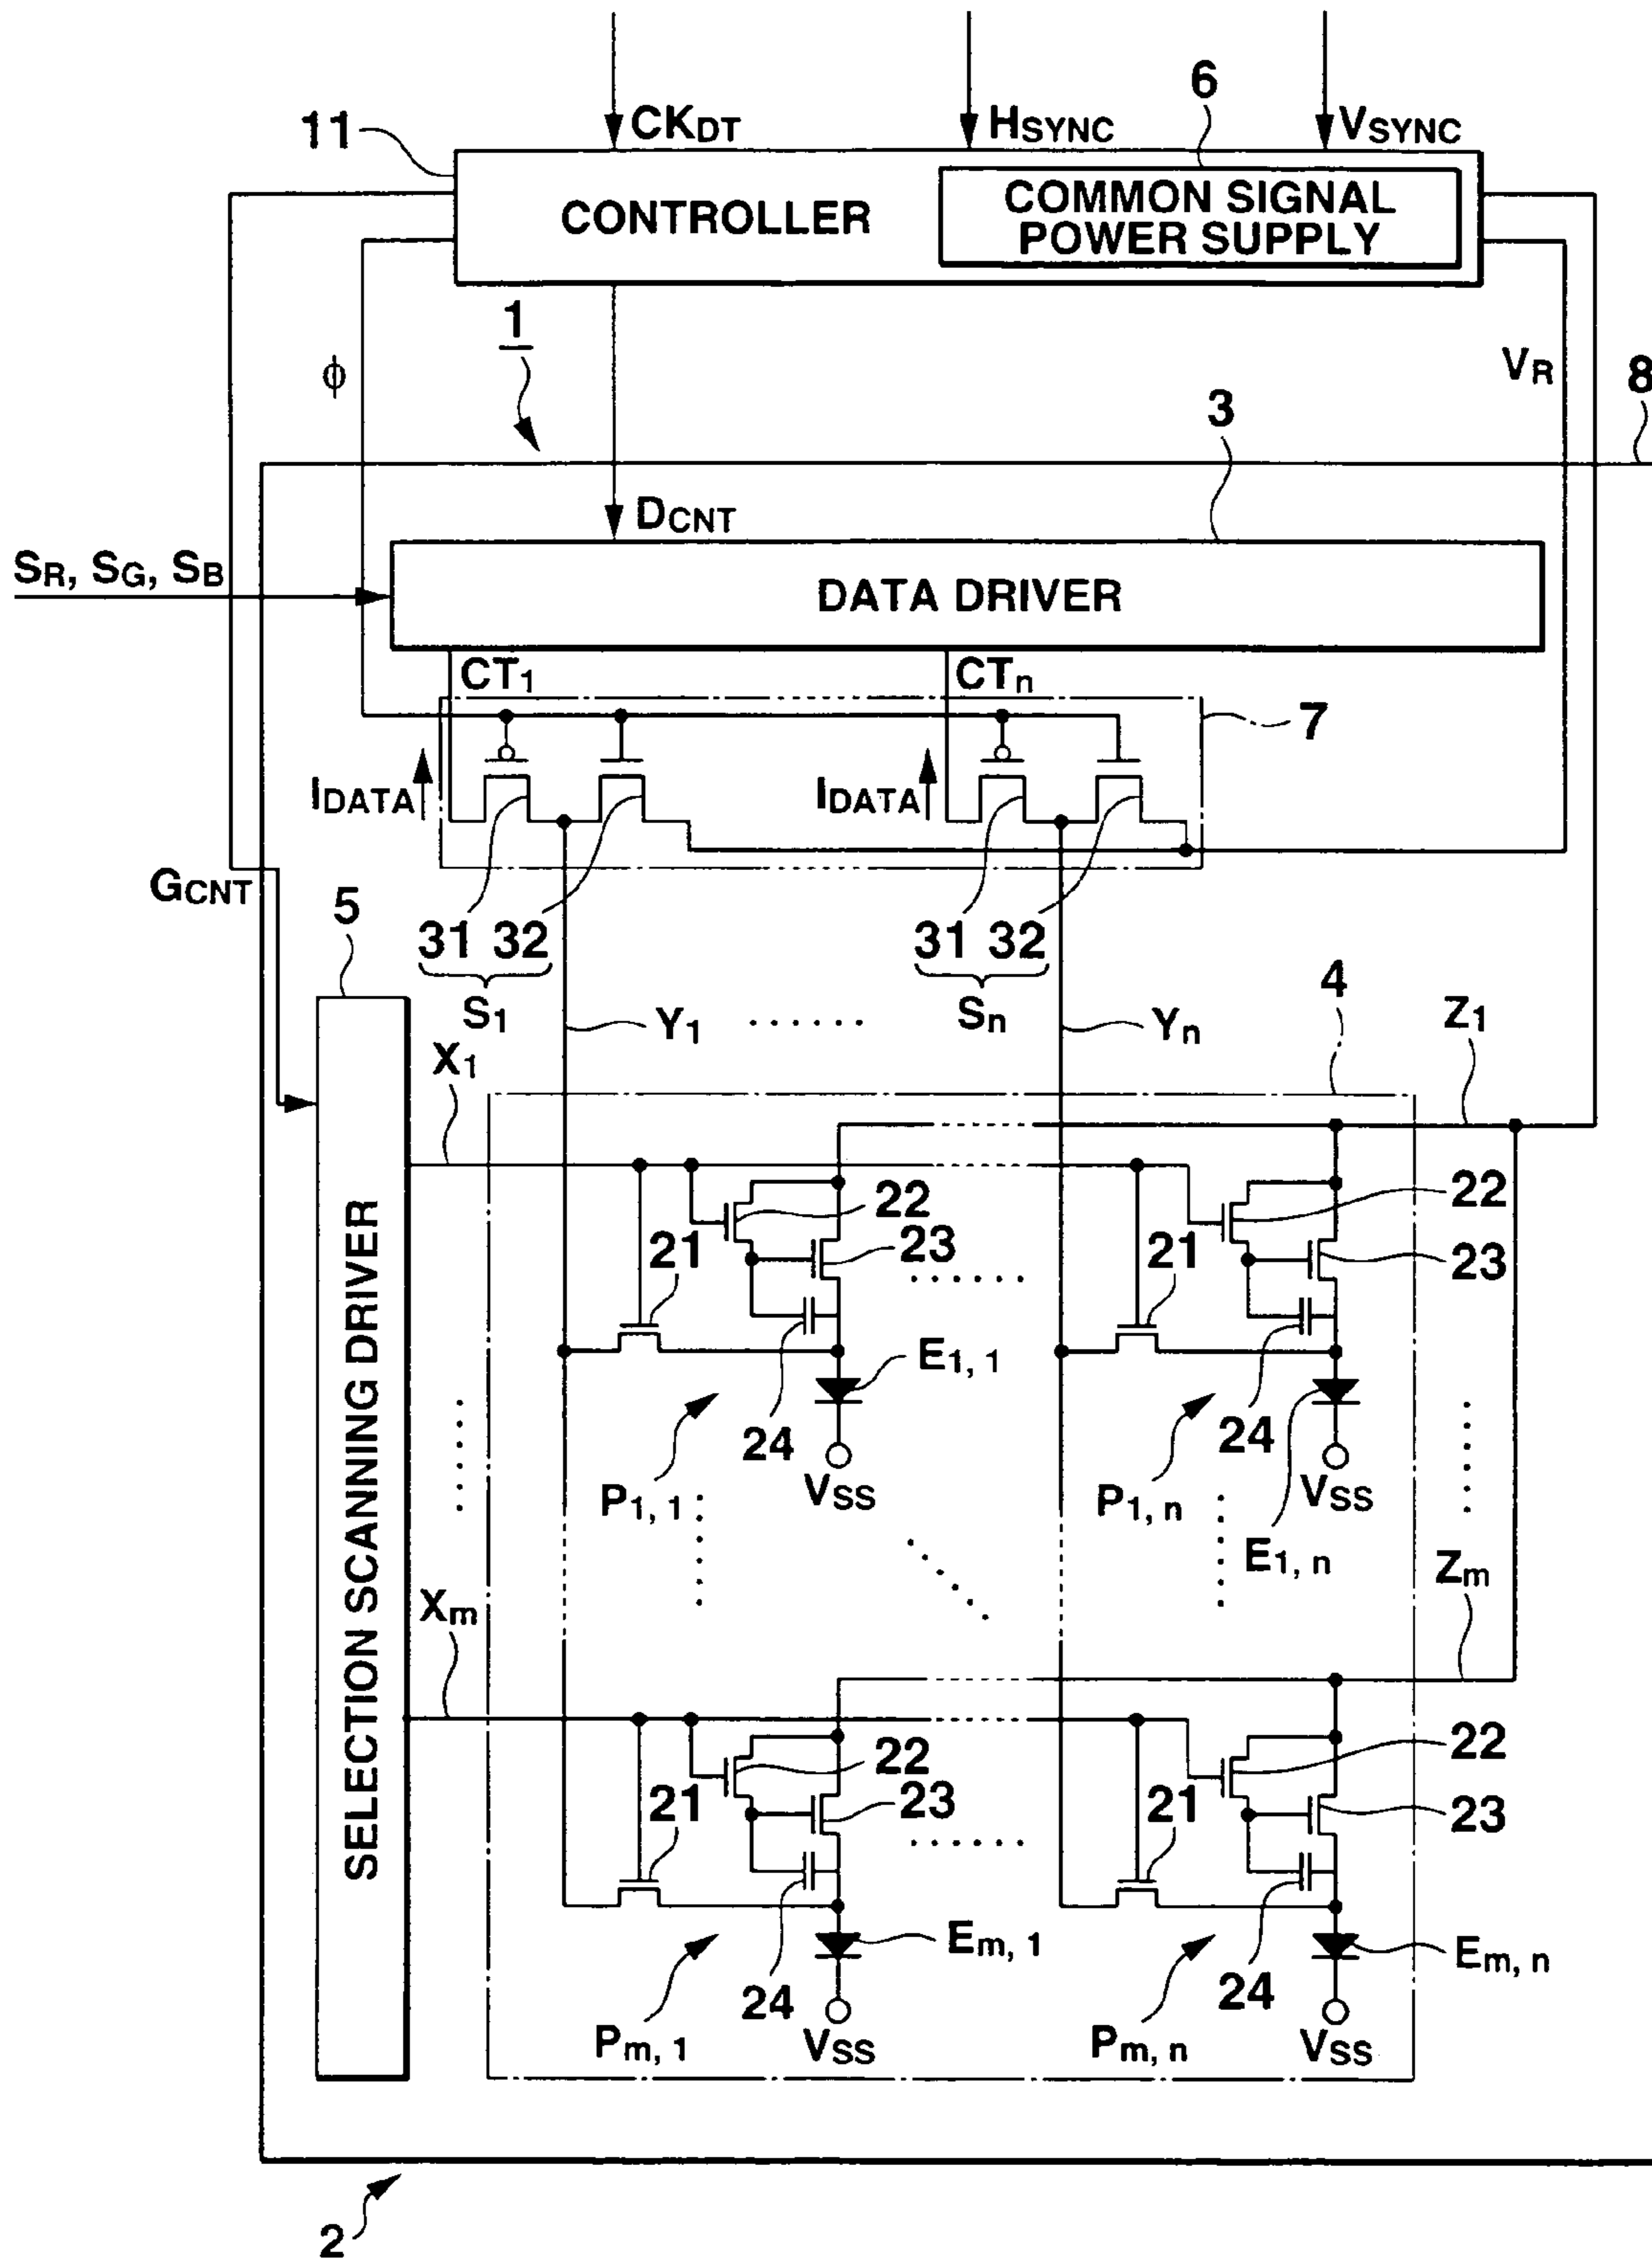 CKDT
HSYNC
6
VSYNC
11
CONTROLLER
COMMON SIGNAL
POWER SUPPLY
1
ϕ
VR
8
3
DCNT
SR, SG, SB
DATA DRIVER
CT1
CTn
7
IDATA
IDATA
GCNT
5
31 32
31 32
S1
Sn
4
Y1
Yn
Z1
X1
SELECTION SCANNING DRIVER
22
22
21
23
21
23
E1, 1
24
24
P1, 1
VSS
P1, n
VSS
E1, n
Zm
Xm
22
22
21
23
21
23
Em, 1
Em, n
24
24
Pm, 1
VSS
Pm, n
VSS
2